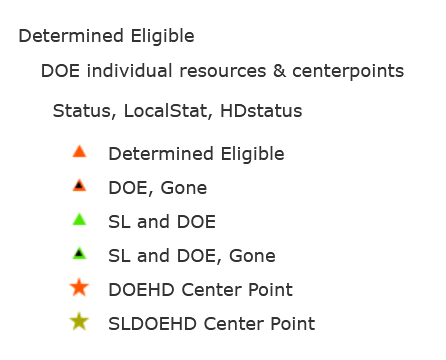 Determined Eligible
DOE individual resources & centerpoints
Status, LocalStat, HDstatus
Determined Eligible
DOE, Gone
SL and DOE
SL and DOE, Gone
DOEHD Center Point
SLDOEHD Center Point